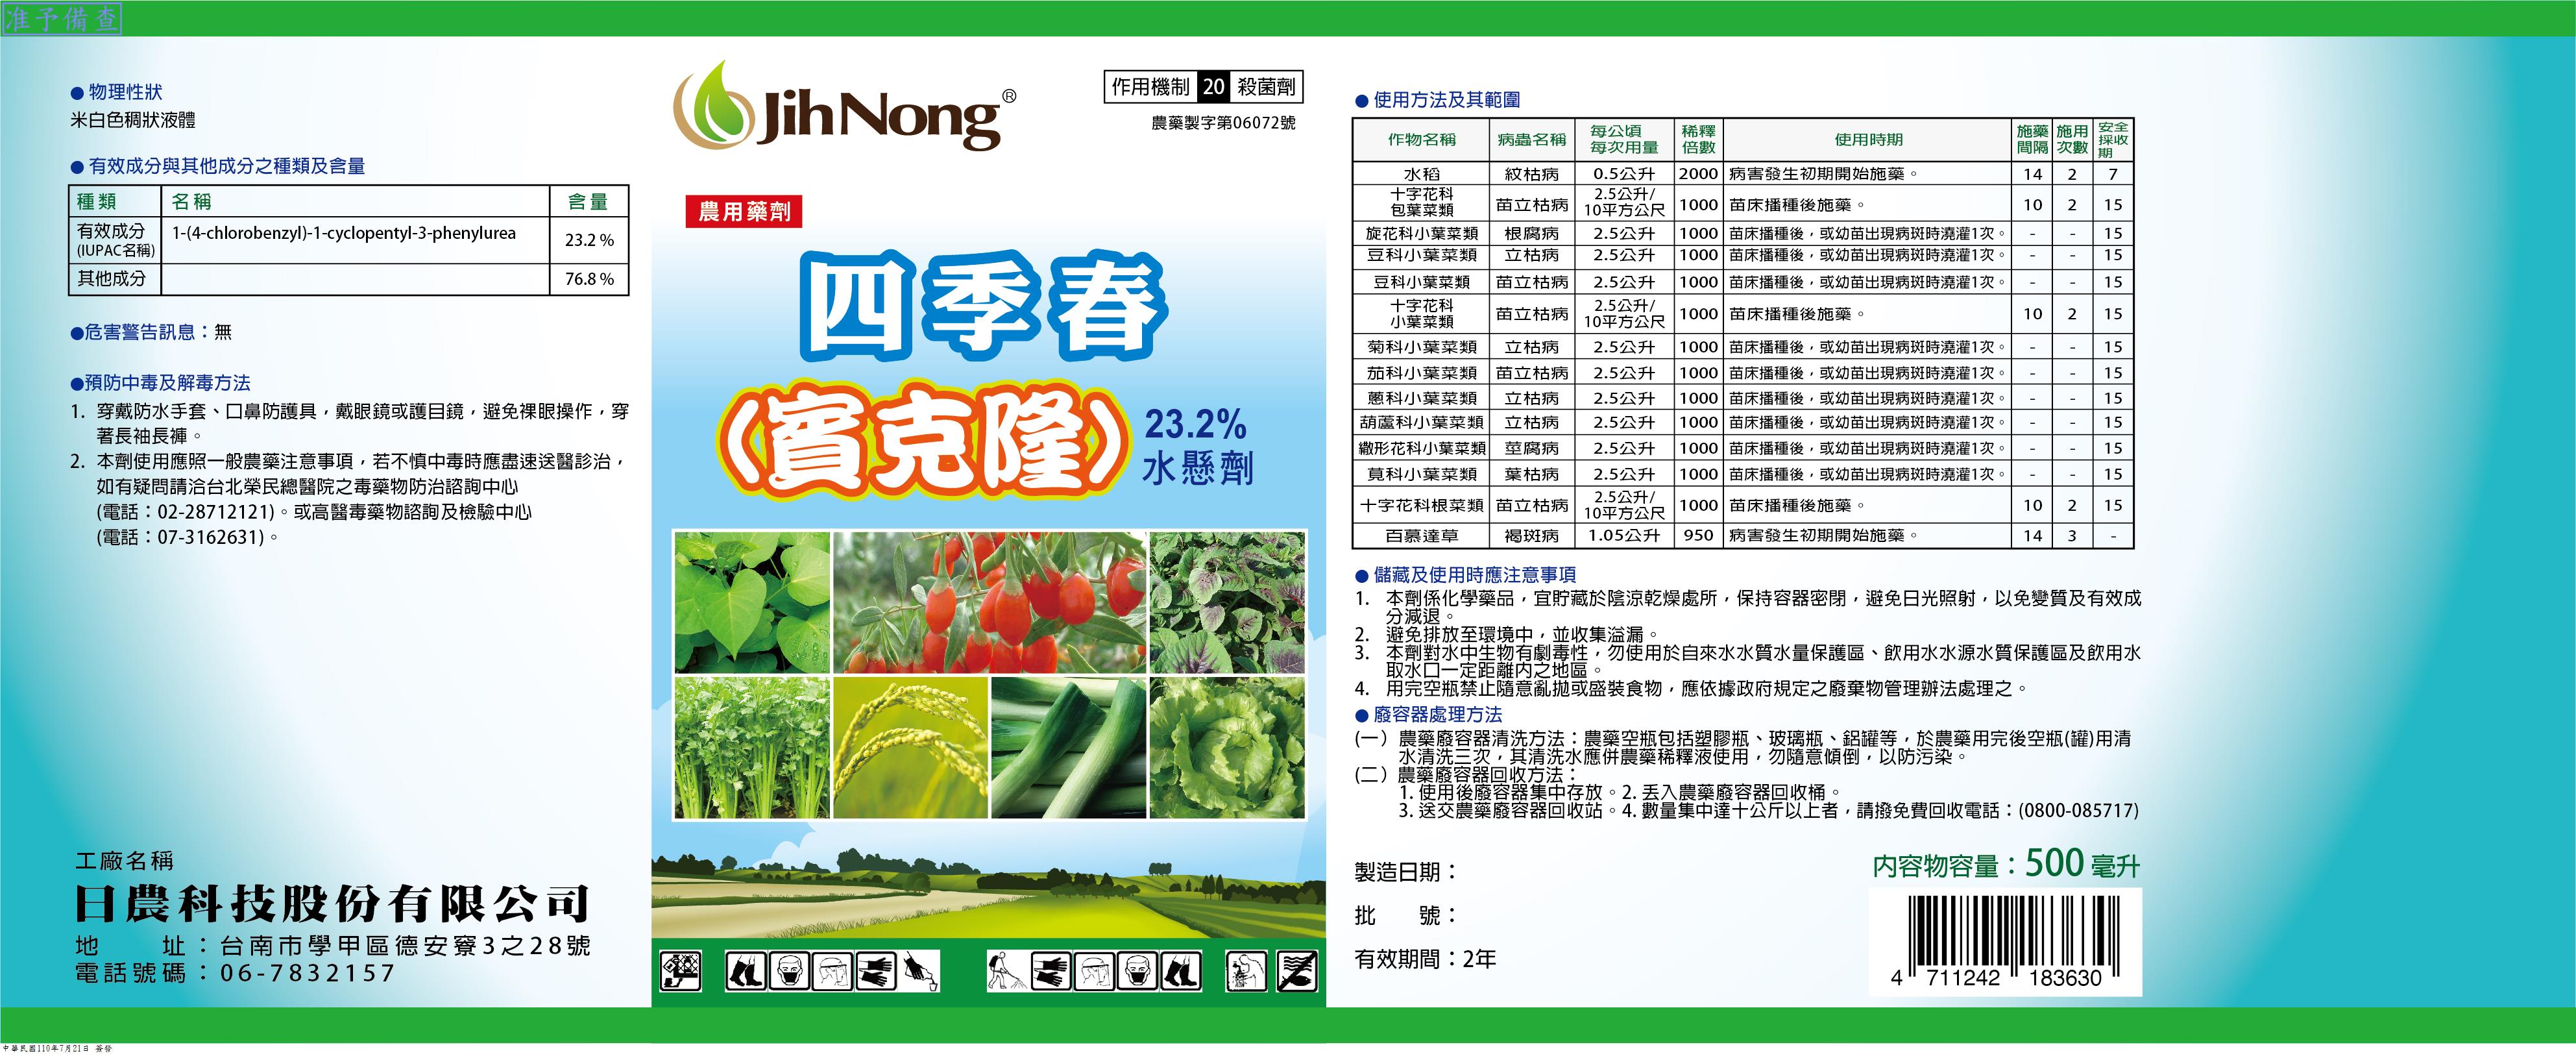 准予備查
● 物理性狀
米白色稠狀液體
● 有效成分與其他成分之種類及含量
種類 名稱 含量
有效成分 (IUPAC名稱) 1-(4-chlorobenzyl)-1-cyclopentyl-3-phenylurea 23.2 %
其他成分 76.8 %
●危害警告訊息：無
●預防中毒及解毒方法
1. 穿戴防水手套、口鼻防護具，戴眼鏡或護目鏡，避免裸眼操作，穿
著長袖長褲。
2. 本劑使用應照一般農藥注意事項，若不慎中毒時應盡速送醫診治，
如有疑問請洽台北榮民總醫院之毒藥物防治諮詢中心
(電話：02-28712121)。或高醫毒藥物諮詢及檢驗中心
(電話：07-3162631)。
工廠名稱
日農科技股份有限公司
地 址：台南市學甲區德安寮3之28號
電話號碼：06-7832157
JihNong®
作用機制 20 殺菌劑
農藥製字第06072號
農用藥劑
四季春
（賓克隆）
23.2%
水懸劑
● 使用方法及其範圍
作物名稱 病蟲名稱 每公頃每次用量 稀釋倍數 使用時期 施藥間隔 施用次數 安全採收期
水稻 紋枯病 0.5公升 2000 病害發生初期開始施藥。 14 2 7
十字花科包葉菜類 苗立枯病 2.5公升/10平方公尺 1000 苗床播種後施藥。 10 2 15
旋花科小葉菜類 根腐病 2.5公升 1000 苗床播種後，或幼苗出現病斑時澆灌1次。 - - 15
豆科小葉菜類 立枯病 2.5公升 1000 苗床播種後，或幼苗出現病斑時澆灌1次。 - - 15
豆科小葉菜類 苗立枯病 2.5公升 1000 苗床播種後，或幼苗出現病斑時澆灌1次。 - - 15
十字花科小葉菜類 苗立枯病 2.5公升/10平方公尺 1000 苗床播種後施藥。 10 2 15
菊科小葉菜類 立枯病 2.5公升 1000 苗床播種後，或幼苗出現病斑時澆灌1次。 - - 15
茄科小葉菜類 苗立枯病 2.5公升 1000 苗床播種後，或幼苗出現病斑時澆灌1次。 - - 15
蔥科小葉菜類 立枯病 2.5公升 1000 苗床播種後，或幼苗出現病斑時澆灌1次。 - - 15
葫蘆科小葉菜類 立枯病 2.5公升 1000 苗床播種後，或幼苗出現病斑時澆灌1次。 - - 15
繖形花科小葉菜類 莖腐病 2.5公升 1000 苗床播種後，或幼苗出現病斑時澆灌1次。 - - 15
莧科小葉菜類 葉枯病 2.5公升 1000 苗床播種後，或幼苗出現病斑時澆灌1次。 - - 15
十字花科根菜類 苗立枯病 2.5公升/10平方公尺 1000 苗床播種後施藥。 10 2 15
百慕達草 褐斑病 1.05公升 950 病害發生初期開始施藥。 14 3 -
● 儲藏及使用時應注意事項
1. 本劑係化學藥品，宜貯藏於陰涼乾燥處所，保持容器密閉，避免日光照射，以免變質及有效成
分減退。
2. 避免排放至環境中，並收集溢漏。
3. 本劑對水中生物有劇毒性，勿使用於自來水水質水量保護區、飲用水水源水質保護區及飲用水
取水口一定距離內之地區。
4. 用完空瓶禁止隨意亂拋或盛裝食物，應依據政府規定之廢棄物管理辦法處理之。
● 廢容器處理方法
(一）農藥廢容器清洗方法：農藥空瓶包括塑膠瓶、玻璃瓶、鋁罐等，於農藥用完後空瓶(罐)用清
水清洗三次，其清洗水應併農藥稀釋液使用，勿隨意傾倒，以防污染。
(二）農藥廢容器回收方法：
1. 使用後廢容器集中存放。2. 丟入農藥廢容器回收桶。
3. 送交農藥廢容器回收站。4. 數量集中達十公斤以上者，請撥免費回收電話：(0800-085717)
製造日期：
批 號：
有效期間：2年
內容物容量：500 毫升
4 711242 183630
中華民國110年7月21日 簽發